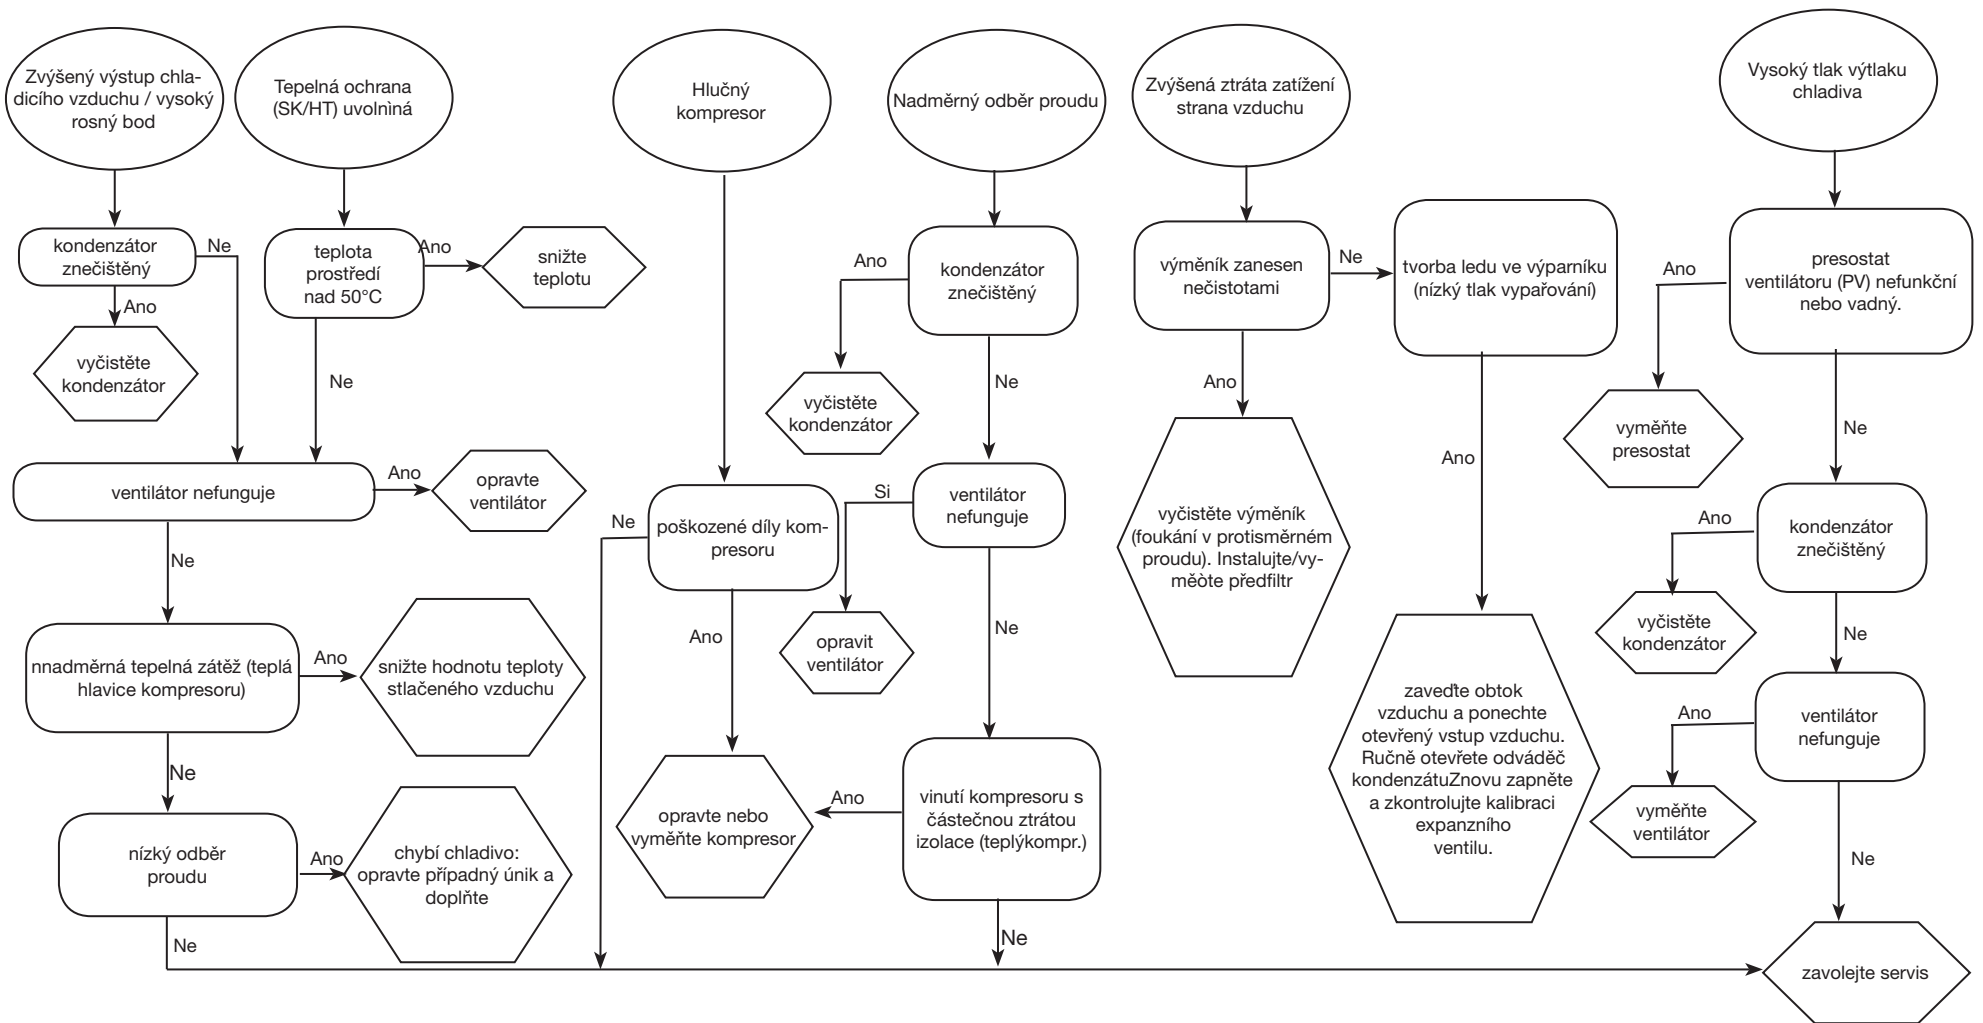 Zvýšený výstup chla-
dicího vzduchu / vysoký
rosný bod
kondenzátor
znečištěný
Ne
Ano
vyčistěte
kondenzátor
Tepelná ochrana
(SK/HT) uvolnìná
teplota
prostředí
nad 50°C
Ano
snižte
teplotu
Ne
ventilátor nefunguje
Ano
opravte
ventilátor
Ne
nnadměrná tepelná zátěž (teplá
hlavice kompresoru)
Ano
snižte hodnotu teploty
stlačeného vzduchu
Ne
nízký odběr
proudu
Ano
chybí chladivo:
opravte případný únik a
doplňte
Ne
Hlučný
kompresor
poškozené díly kom-
presoru
Ne
Ano
opravte nebo
vyměňte kompresor
Nadměrný odběr proudu
kondenzátor
znečištěný
Ano
vyčistěte
kondenzátor
Ne
ventilátor
nefunguje
Si
opravit
ventilátor
Ne
vinutí kompresoru s
částečnou ztrátou
izolace (teplýkompr.)
Ano
Ne
Zvýšená ztráta zatížení
strana vzduchu
výměník zanesen
nečistotami
Ne
Ano
vyčistěte výměník
(foukání v protisměrném
proudu). Instalujte/vy-
mìòte předfiltr
tvorba ledu ve výparníku
(nízký tlak vypařování)
Ano
zaveďte obtok
vzduchu a ponechte
otevřený vstup vzduchu.
Ručně otevřete odváděč
kondenzátuZnovu zapněte
a zkontrolujte kalibraci
expanzního
ventilu.
Vysoký tlak výtlaku
chladiva
presostat
ventilátoru (PV) nefunkční
nebo vadný.
Ano
vyměňte
presostat
Ne
kondenzátor
znečištěný
Ano
vyčistěte
kondenzátor
Ne
ventilátor
nefunguje
Ano
vyměňte
ventilátor
Ne
zavolejte servis